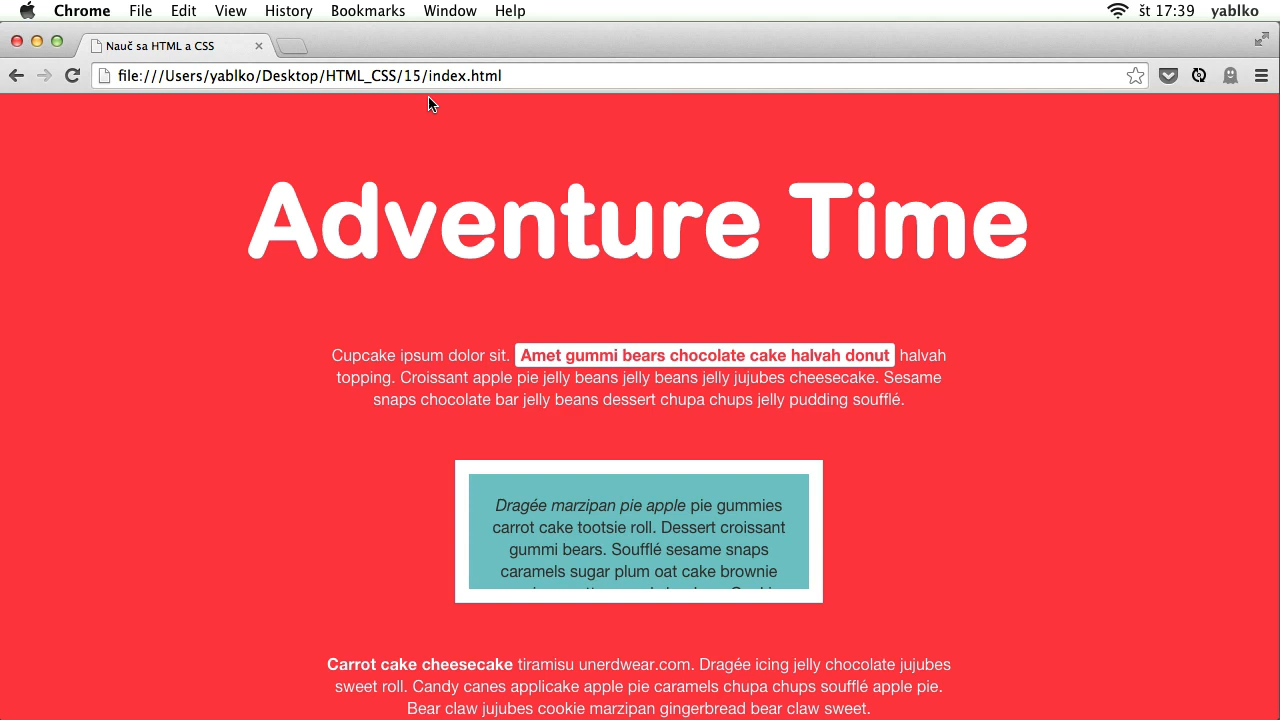 Chrome File Edit View History Bookmarks Window Help št 17:39 yablko
Nauč sa HTML a CSS
file:///Users/yablko/Desktop/HTML_CSS/15/index.html
Adventure Time
Cupcake ipsum dolor sit. Amet gummi bears chocolate cake halvah donut halvah
topping. Croissant apple pie jelly beans jelly beans jelly jujubes cheesecake. Sesame
snaps chocolate bar jelly beans dessert chupa chups jelly pudding soufflé.
Dragée marzipan pie apple pie gummies
carrot cake tootsie roll. Dessert croissant
gummi bears. Soufflé sesame snaps
caramels sugar plum oat cake brownie
Carrot cake cheesecake tiramisu unerdwear.com. Dragée icing jelly chocolate jujubes
sweet roll. Candy canes applicake apple pie caramels chupa chups soufflé apple pie.
Bear claw jujubes cookie marzipan gingerbread bear claw sweet.